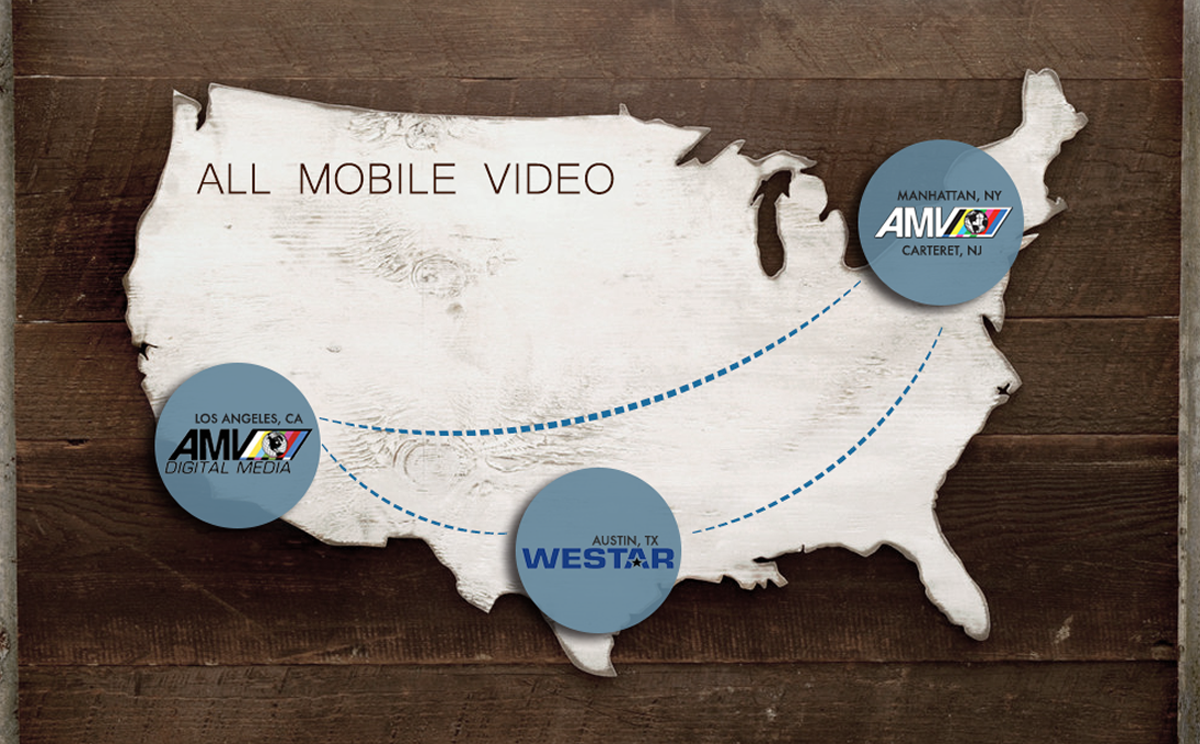 ALL MOBILE VIDEO
MANHATTAN, NY
AMV
CARTERET, NJ
LOS ANGELES, CA
AMV
DIGITAL MEDIA
AUSTIN, TX
WESTAR